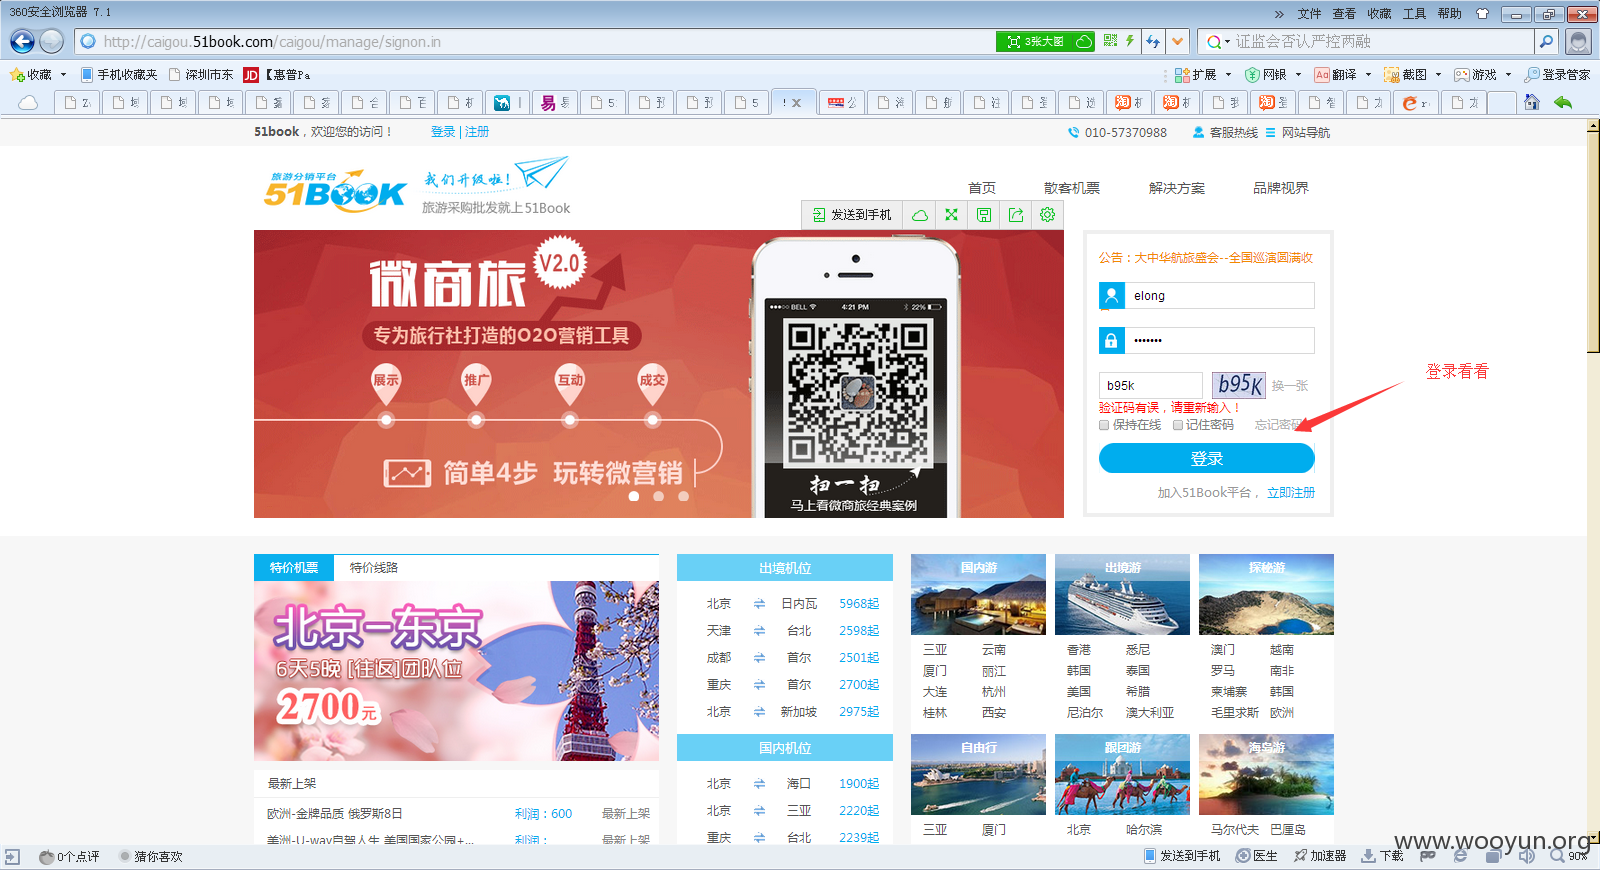 360安全浏览器 7.1
» 文件 查看 收藏 工具 帮助
http://caigou.51book.com/caigou/manage/signon.in
3张大图
证监会否认严控两融
收藏 手机收藏夹 深圳市东 JD 【惠普Pa
扩展 网银 Aa 翻译 截图 游戏 登录管家
51book，欢迎您的访问！ 登录 | 注册
010-57370988 客服热线 网站导航
旅游分销平台
51BOOK
我们升级啦！
旅游采购批发就上51Book
首页 散客机票 解决方案 品牌视界
发送到手机
微商旅 V2.0
专为旅行社打造的O2O营销工具
展示 推广 互动 成交
简单4步 玩转微营销
BELL 4:21 PM 22%
扫一扫
马上看微商旅经典案例
公告：大中华航旅盛会--全国巡演圆满收
elong
•••••••
b95k b95K 换一张
验证码有误，请重新输入！
保持在线 记住密码 忘记密码
登录
加入51Book平台， 立即注册
登录看看
特价机票 特价线路
北京-东京
6天5晚 [往返]团队位
2700元
最新上架
欧洲-金牌品质 俄罗斯8日 利润：600 最新上架
美洲-U-way自驾人生 美国国家公园+... 利润： 最新上架
出境机位
北京 日内瓦 5968起
天津 台北 2598起
成都 首尔 2501起
重庆 首尔 2700起
北京 新加坡 2975起
国内机位
北京 海口 1900起
北京 三亚 2220起
重庆 台北 2239起
国内游 出境游 探秘游
三亚 云南 香港 悉尼 澳门 越南
厦门 丽江 韩国 泰国 罗马 南非
大连 杭州 美国 希腊 柬埔寨 韩国
桂林 西安 尼泊尔 澳大利亚 毛里求斯 欧洲
自由行 跟团游 海岛游
三亚 厦门 北京 哈尔滨 马尔代夫 巴厘岛
www.wooyun.org
0个点评 猜你喜欢
发送到手机 医生 加速器 下载 90%